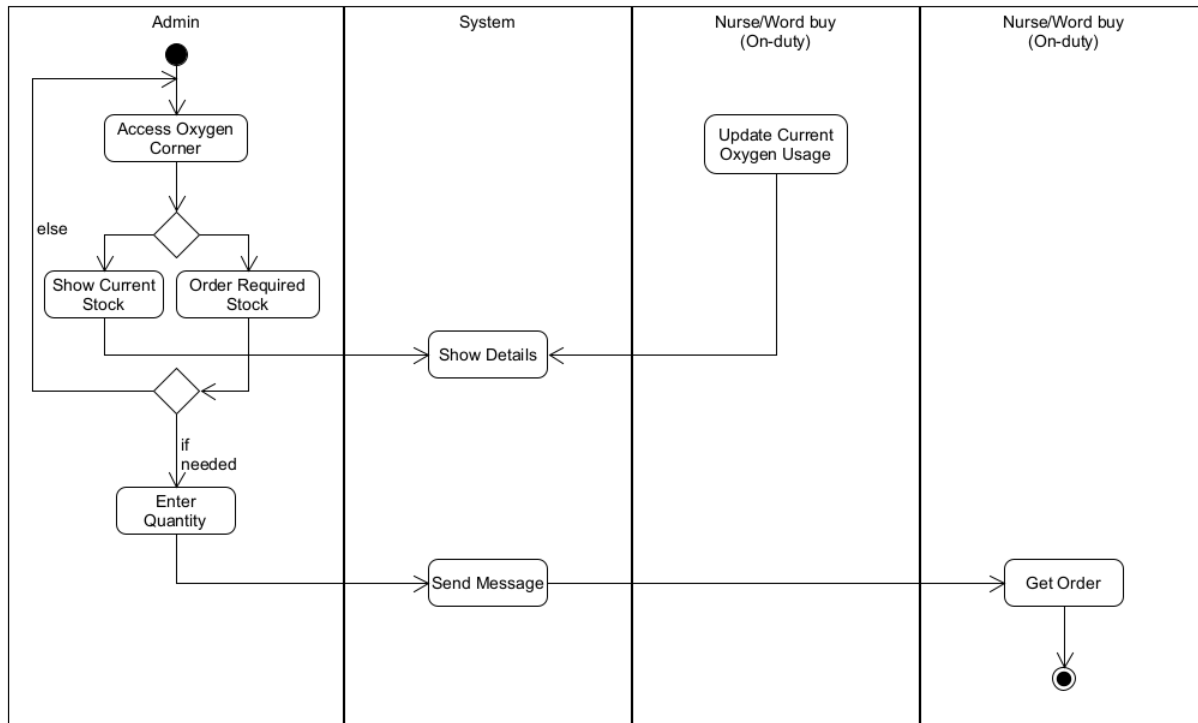 Admin
System
Nurse/Word buy
(On-duty)
Nurse/Word buy
(On-duty)
Access Oxygen
Corner
Update Current
Oxygen Usage
else
Show Current
Stock
Order Required
Stock
Show Details
if
needed
Enter
Quantity
Send Message
Get Order